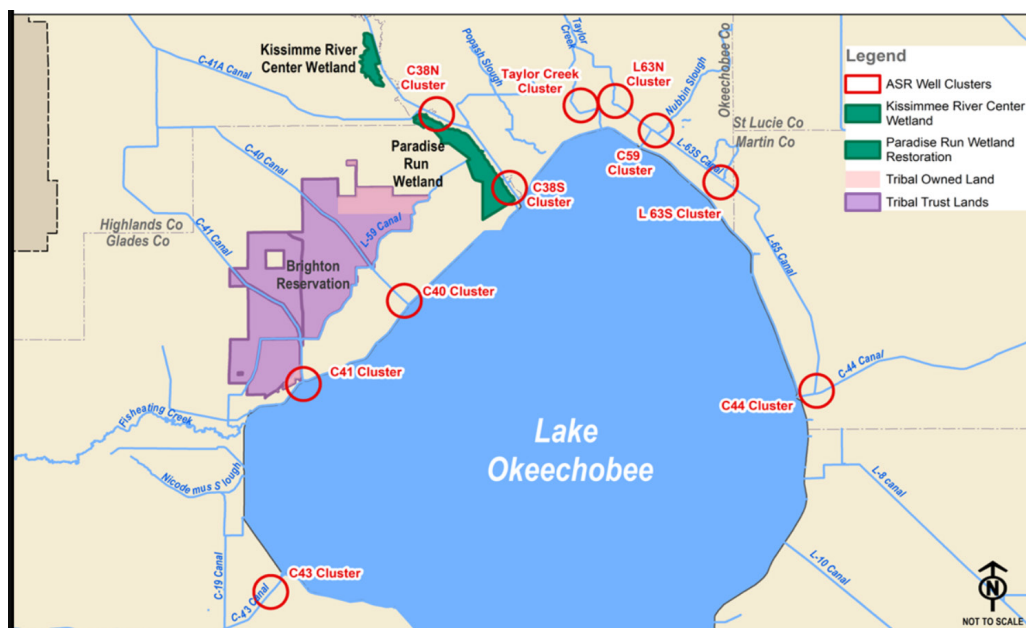 Kissimme River
Center Wetland
C-41A Canal
C38N
Cluster
Popash Slough
Taylor
Creek
Taylor Creek
Cluster
L63N
Cluster
Nubbin Slough
Okeechobee Co
St Lucie Co
Martin Co
Legend
ASR Well Clusters
Kissimmee River Center
Wetland
Paradise Run Wetland
Restoration
Tribal Owned Land
Tribal Trust Lands
C-40 Canal
Paradise
Run
Wetland
C38S
Cluster
C59
Cluster
L-63S Canal
L 63S Cluster
Highlands Co
Glades Co
C-41 Canal
L-59 Canal
Brighton
Reservation
C40 Cluster
L-65 Canal
C41 Cluster
C44 Cluster
C-44 Canal
Fisheating Creek
Lake
Okeechobee
Nicodemus Slough
L-8 canal
C-19 Canal
C43 Cluster
C-43 Canal
L-10 Canal
N
NOT TO SCALE